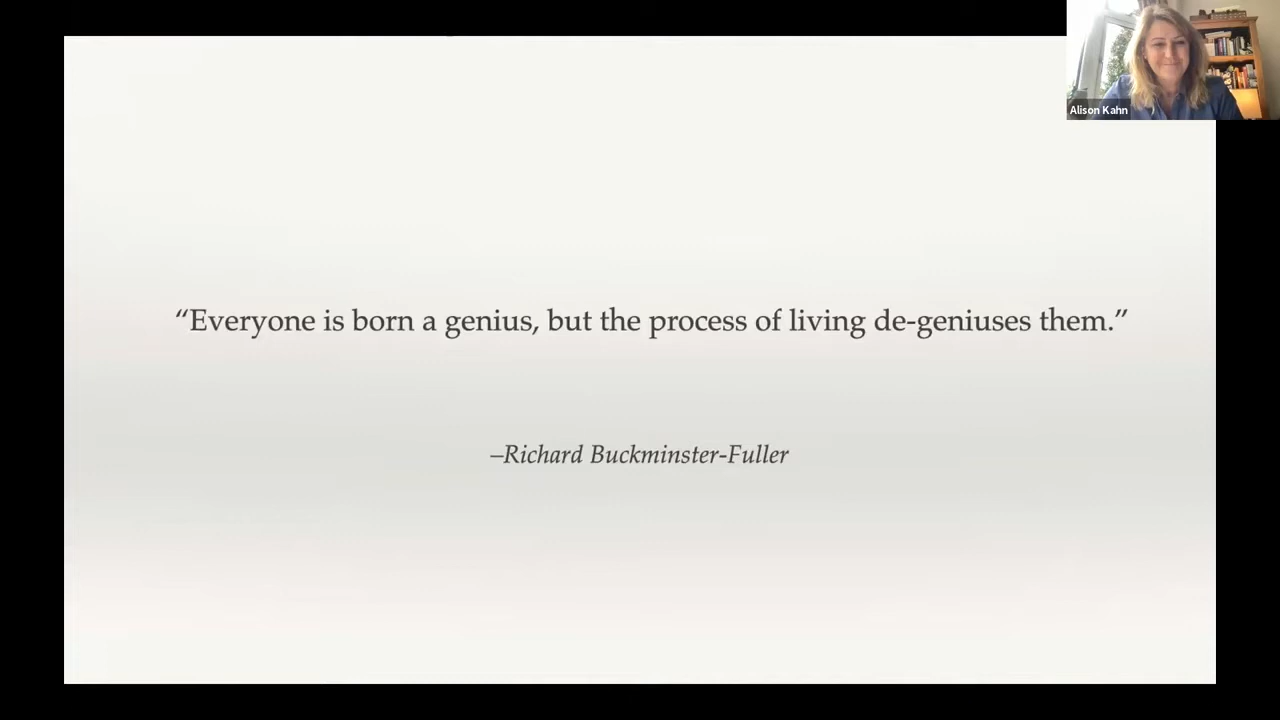 Alison Kahn
“Everyone is born a genius, but the process of living de-geniuses them.”
–Richard Buckminster-Fuller